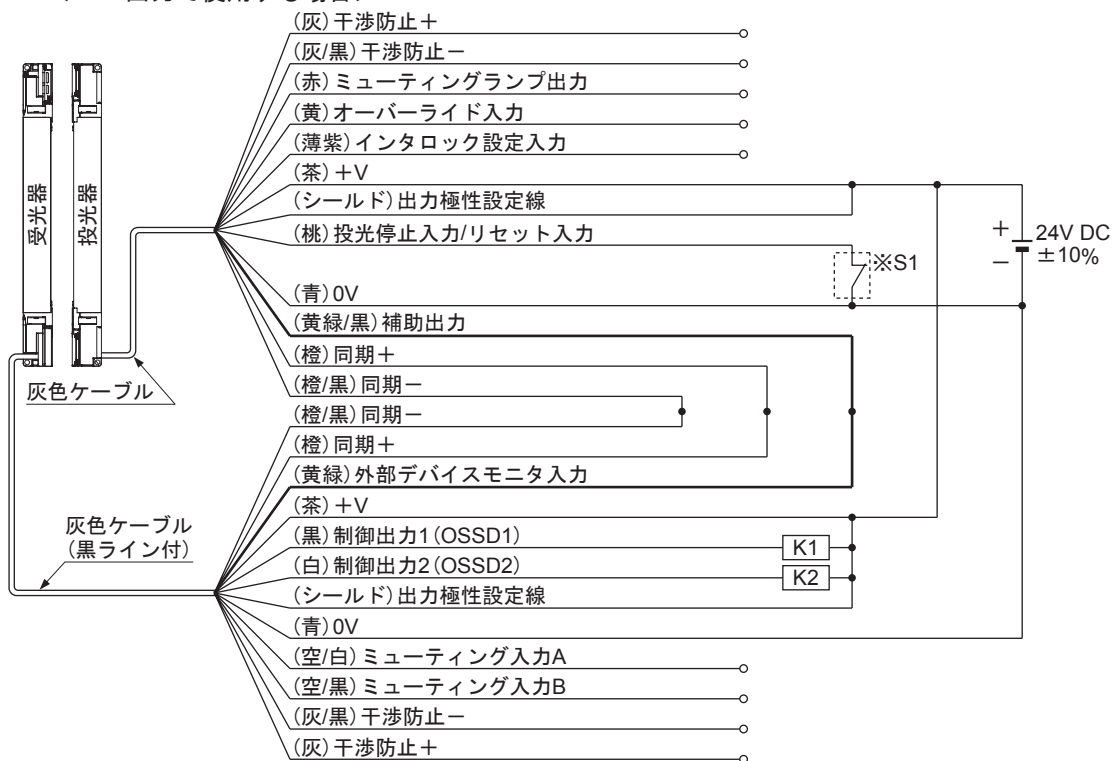 (灰)干渉防止＋
(灰/黒)干渉防止－
(赤)ミューティングランプ出力
(黄)オーバーライド入力
(薄紫)インタロック設定入力
(茶)＋V
(シールド)出力極性設定線
(桃)投光停止入力/リセット入力
(青)0V
(黄緑/黒)補助出力
(橙)同期＋
(橙/黒)同期－
(橙/黒)同期－
(橙)同期＋
(黄緑)外部デバイスモニタ入力
(茶)＋V
(黒)制御出力1(OSSD1)
(白)制御出力2(OSSD2)
(シールド)出力極性設定線
(青)0V
(空/白)ミューティング入力A
(空/黒)ミューティング入力B
(灰/黒)干渉防止－
(灰)干渉防止＋
受光器
投光器
灰色ケーブル
灰色ケーブル
(黒ライン付)
※S1
K1
K2
＋
－
24V DC
±10%